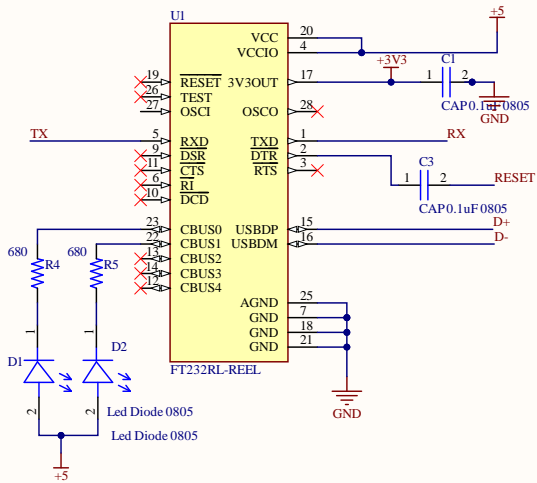 U1
VCC 20 +5
VCCIO 4
+3V3
19 RESET 3V3OUT 17 1 C1 2
26 TEST
27 OSCI OSCO 28 CAP 0.1uF 0805
GND
TX 5 RXD TXD 1 RX
9 DSR DTR 2
11 CTS RTS 3 C3
6 RI 1 2 RESET
10 DCD
CAP 0.1uF 0805
23 CBUS0 USBDP 15 D+
22 CBUS1 USBDM 16 D-
680 680 13 CBUS2
R4 R5 14 CBUS3
12 CBUS4
AGND 25
GND 7
1 1 GND 18
D1 D2 GND 21
FT232RL-REEL
2 2 Led Diode 0805
GND
Led Diode 0805
+5